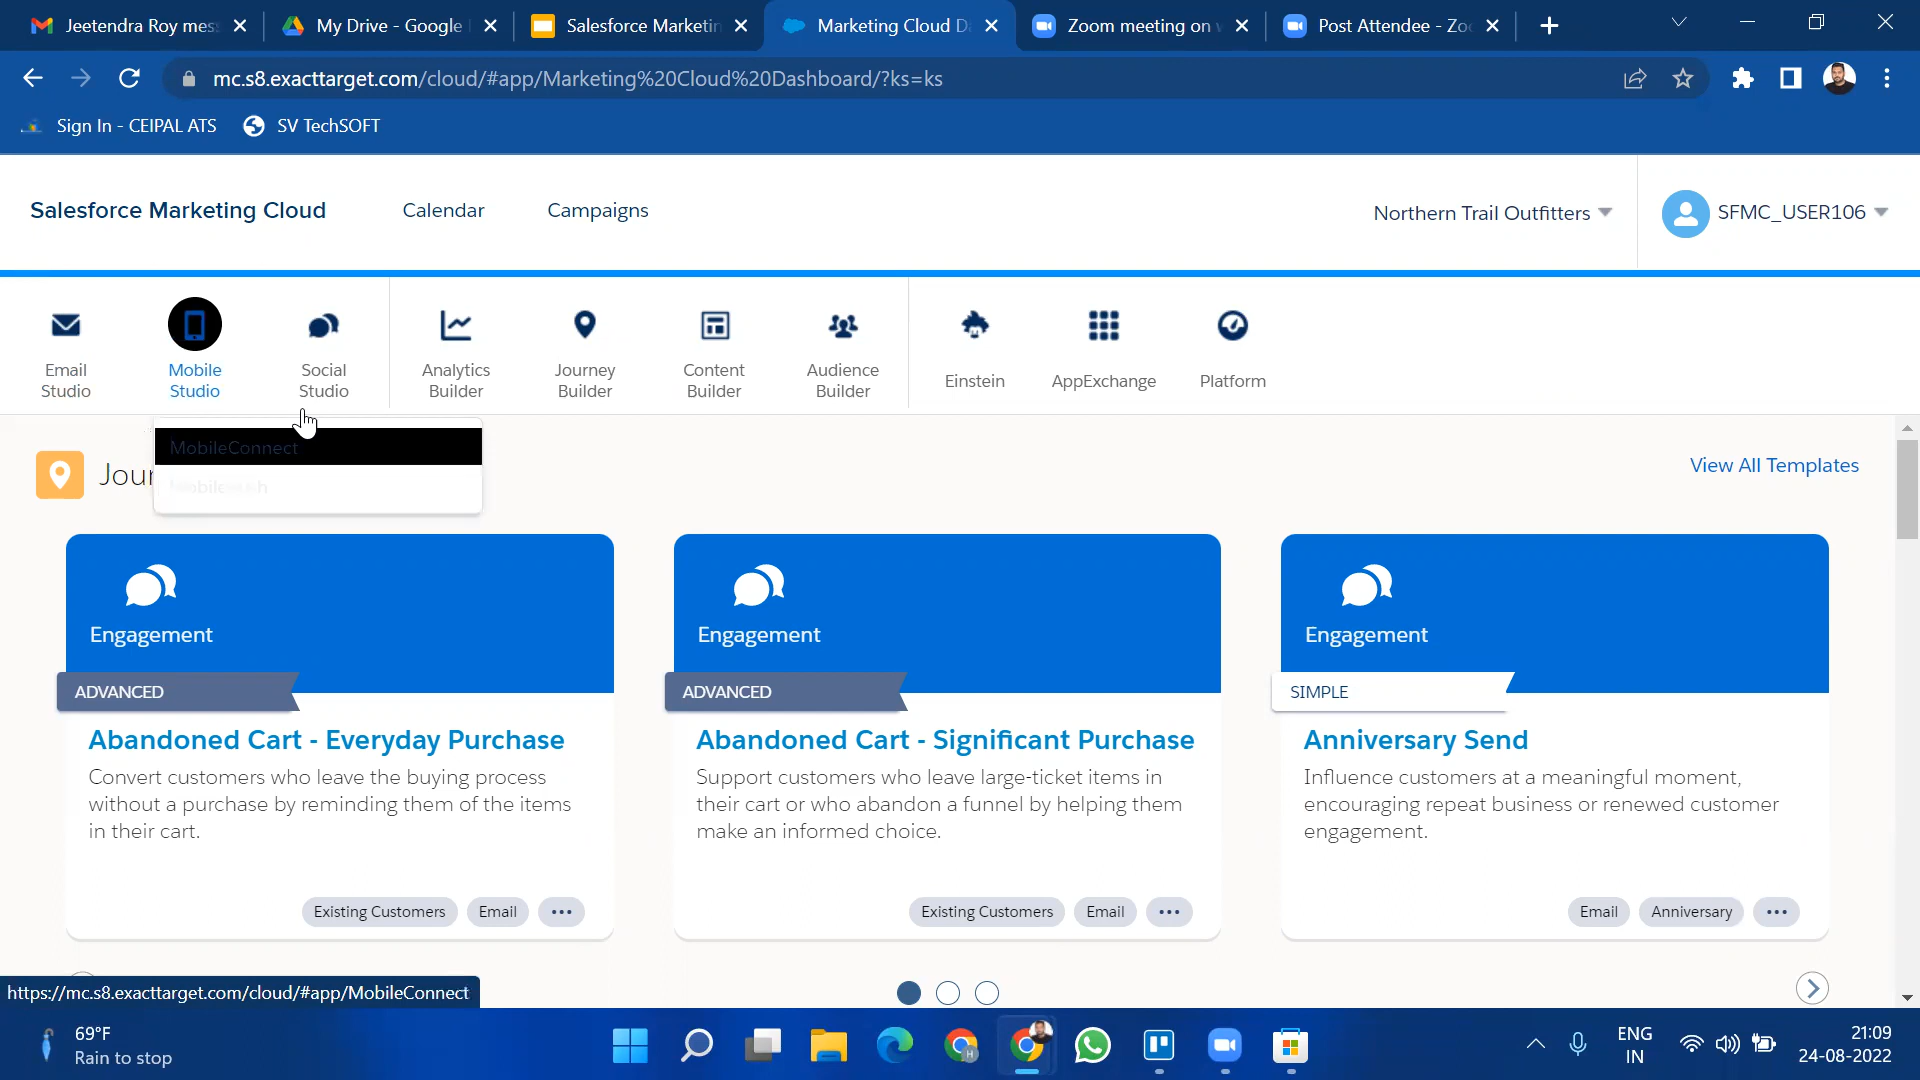 Jeetendra Roy mes
My Drive - Google
Salesforce Marketin
Marketing Cloud D
Zoom meeting on w
Post Attendee - Zo
mc.s8.exacttarget.com/cloud/#app/Marketing%20Cloud%20Dashboard/?ks=ks
Sign In - CEIPAL ATS
SV TechSOFT
Salesforce Marketing Cloud
Calendar
Campaigns
Northern Trail Outfitters
SFMC_USER106
Email
Studio
Mobile
Studio
Social
Studio
Analytics
Builder
Journey
Builder
Content
Builder
Audience
Builder
Einstein
AppExchange
Platform
MobileConnect
Jour
View All Templates
Engagement
ADVANCED
Abandoned Cart - Everyday Purchase
Convert customers who leave the buying process
without a purchase by reminding them of the items
in their cart.
Existing Customers
Email
Engagement
ADVANCED
Abandoned Cart - Significant Purchase
Support customers who leave large-ticket items in
their cart or who abandon a funnel by helping them
make an informed choice.
Existing Customers
Email
Engagement
SIMPLE
Anniversary Send
Influence customers at a meaningful moment,
encouraging repeat business or renewed customer
engagement.
Email
Anniversary
https://mc.s8.exacttarget.com/cloud/#app/MobileConnect
69°F
Rain to stop
ENG
IN
21:09
24-08-2022